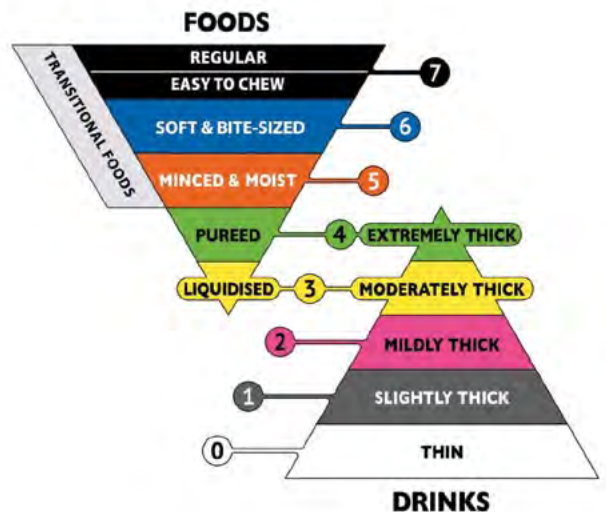 FOODS
TRANSITIONAL FOODS
REGULAR
EASY TO CHEW
7
SOFT & BITE-SIZED
6
MINCED & MOIST
5
PUREED
4
EXTREMELY THICK
LIQUIDISED
3
MODERATELY THICK
2
MILDLY THICK
1
SLIGHTLY THICK
0
THIN
DRINKS